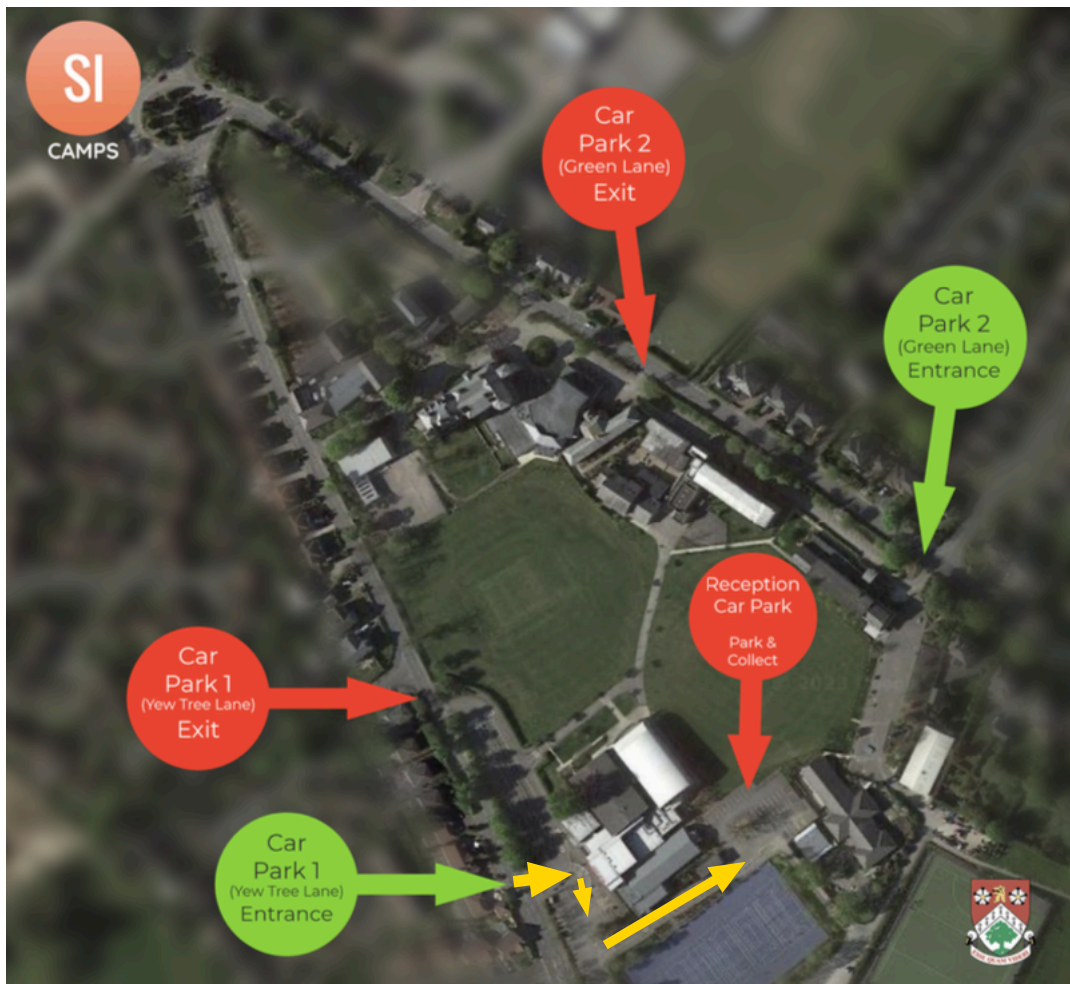 SI
CAMPS
Car
Park 2
(Green Lane)
Exit
Car
Park 2
(Green Lane)
Entrance
Reception
Car Park
Park &
Collect
Car
Park 1
(Yew Tree Lane)
Exit
Car
Park 1
(Yew Tree Lane)
Entrance